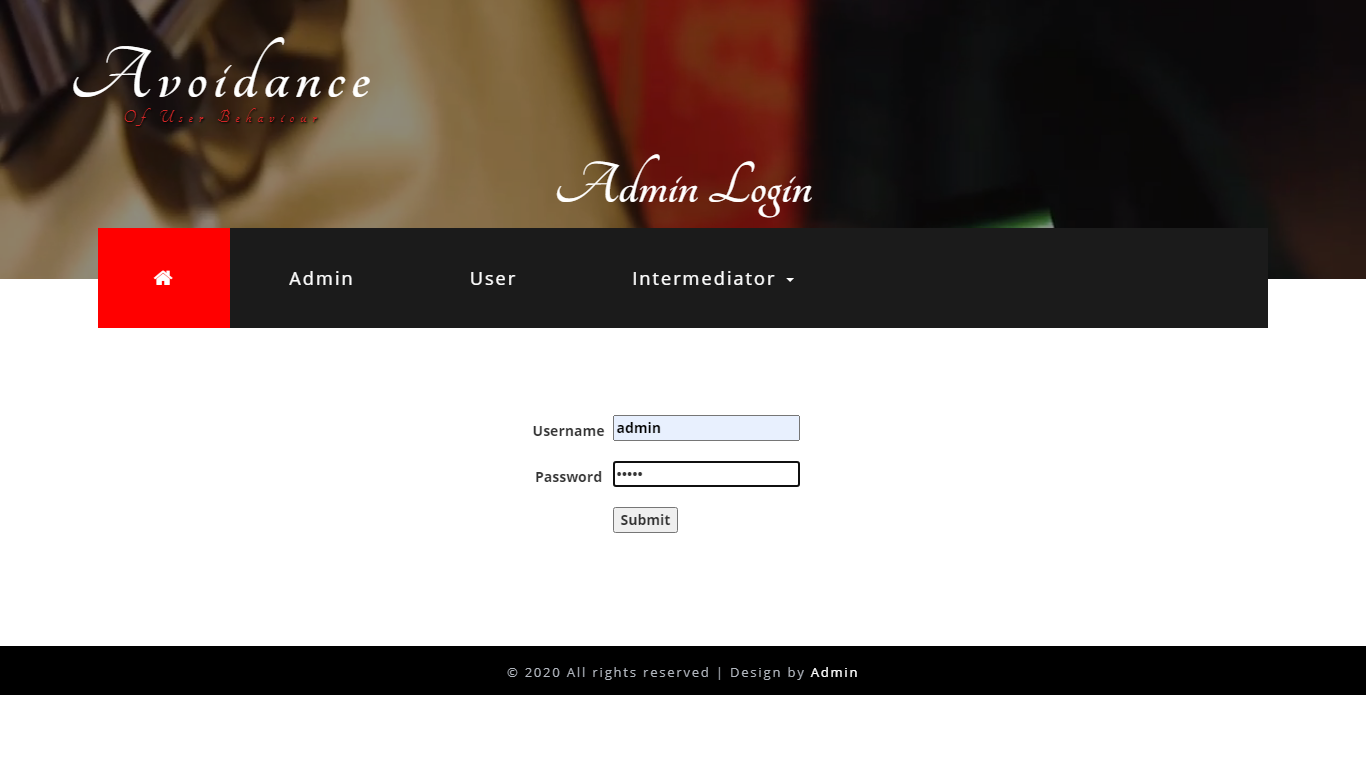 Avoidance
Of User Behaviour
Admin Login
Admin User Intermediator
Username admin
Password •••••
Submit
© 2020 All rights reserved | Design by Admin